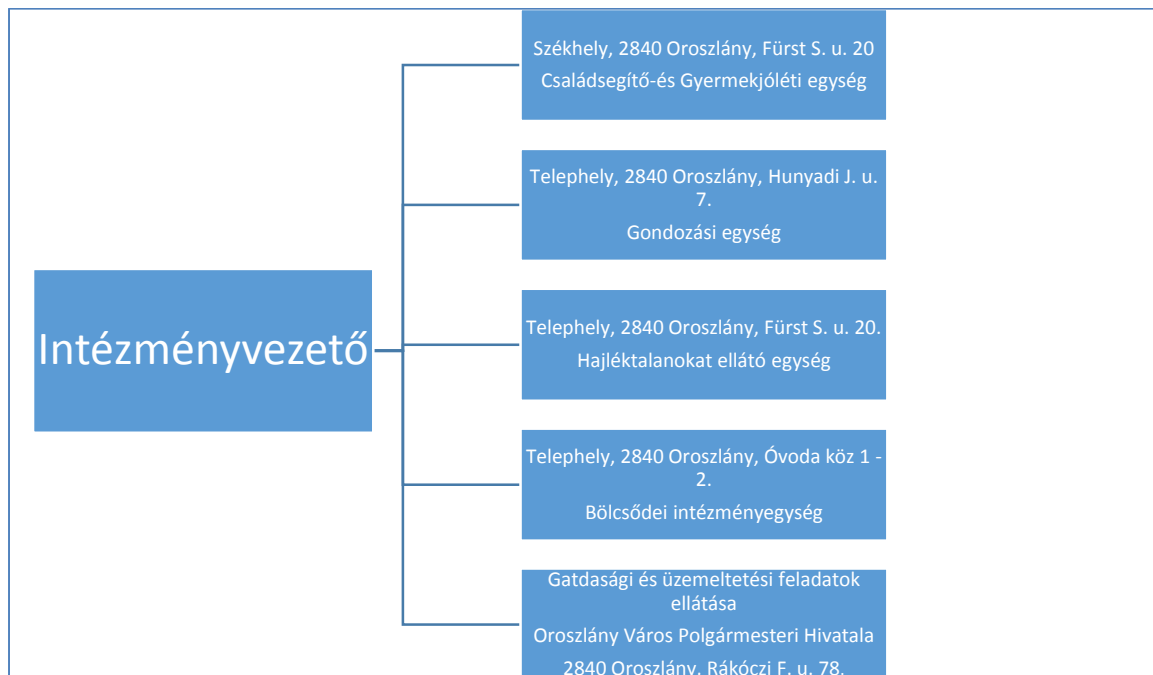 Székhely, 2840 Oroszlány, Fürst S. u. 20
Családsegítő-és Gyermekjóléti egység
Telephely, 2840 Oroszlány, Hunyadi J. u.
7.
Gondozási egység
Intézményvezető
Telephely, 2840 Oroszlány, Fürst S. u. 20.
Hajléktalanokat ellátó egység
Telephely, 2840 Oroszlány, Óvoda köz 1 -
2.
Bölcsődei intézményegység
Gatdasági és üzemeltetési feladatok
ellátása
Oroszlány Város Polgármesteri Hivatala
2840 Oroszlány, Rákóczi F. u. 78.